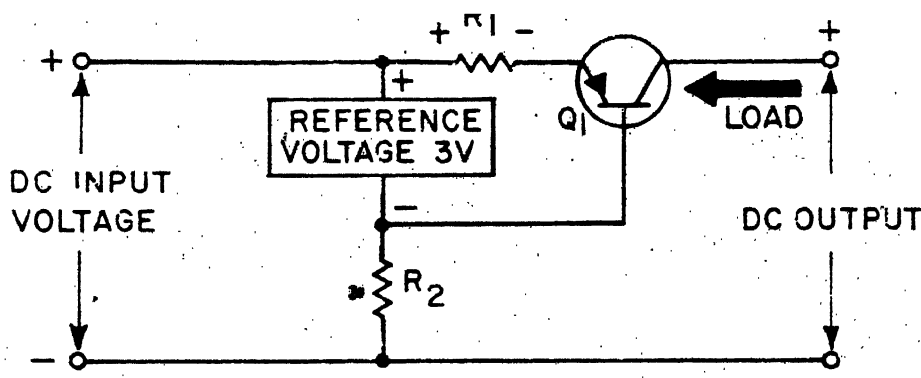 R1
+ -
+ +
+
REFERENCE
VOLTAGE 3V
Q1
LOAD
DC INPUT
VOLTAGE
-
DC OUTPUT
R2
- -